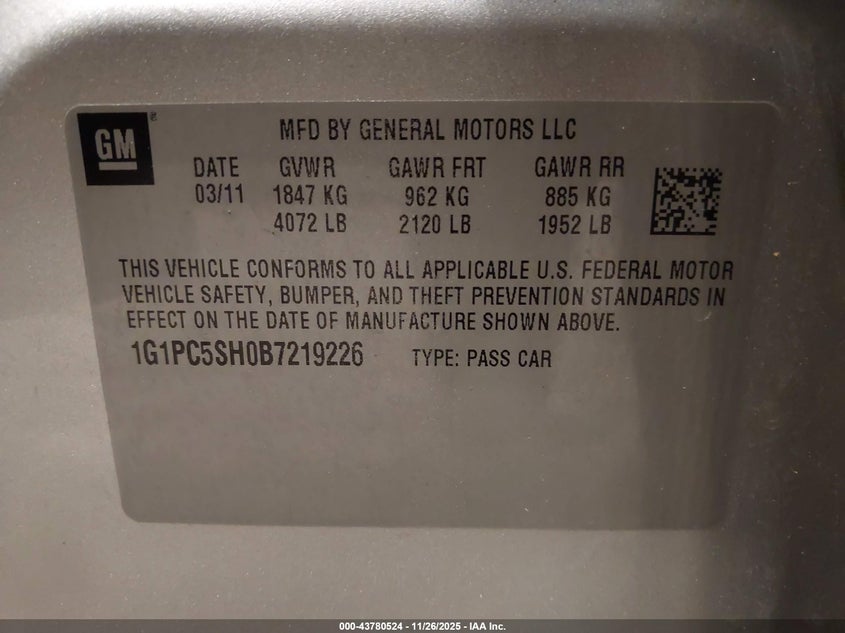 GM
MFD BY GENERAL MOTORS LLC
DATE GVWR GAWR FRT GAWR RR
03/11 1847 KG 962 KG 885 KG
4072 LB 2120 LB 1952 LB
THIS VEHICLE CONFORMS TO ALL APPLICABLE U.S. FEDERAL MOTOR
VEHICLE SAFETY, BUMPER, AND THEFT PREVENTION STANDARDS IN
EFFECT ON THE DATE OF MANUFACTURE SHOWN ABOVE.
1G1PC5SH0B7219226 TYPE: PASS CAR
000-43780524 - 11/26/2025 - IAA Inc.